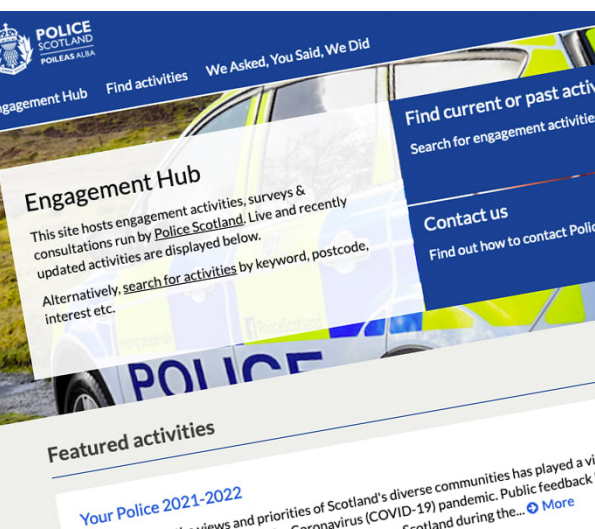 POLICE
SCOTLAND
POILEAS ALBA
Engagement Hub Find activities We Asked, You Said, We Did
Find current or past
Search for engagement activities
Engagement Hub
This site hosts engagement activities, surveys &
consultations run by Police Scotland. Live and recently
updated activities are displayed below.
Alternatively, search for activities by keyword, postcode,
interest etc.
Contact us
Find out how to contact
POLICE
Featured activities
Your Police 2021-2022
views and priorities of Scotland's diverse communities has played a
Coronavirus (COVID-19) pandemic. Public feedback
Scotland during the... More